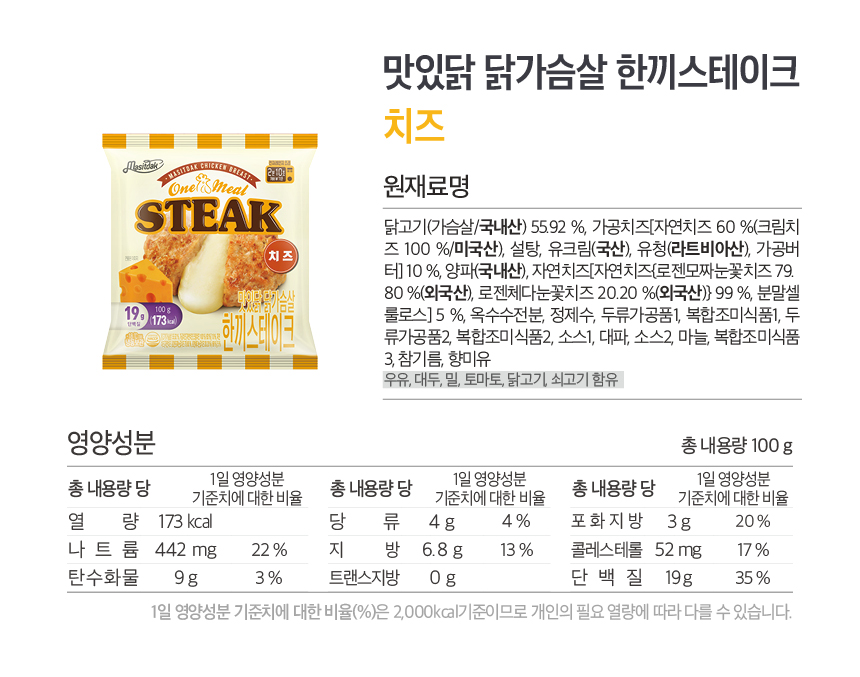 맛있닭 닭가슴살 한끼스테이크
치즈
Masitdak
MASITDAK CHICKEN BREAST
One Meal
STEAK
치즈
맛있닭 닭가슴살
한끼스테이크
19g
단백질
100 g
173 kcal
원재료명
닭고기(가슴살/국내산) 55.92 %, 가공치즈[자연치즈 60 %(크림치
즈 100 %/미국산), 설탕, 유크림(국산), 유청(라트비아산), 가공버
터] 10 %, 양파(국내산), 자연치즈[자연치즈{로젠모짜눈꽃치즈 79.
80 %(외국산), 로젠체다눈꽃치즈 20.20 %(외국산)} 99 %, 분말셀
룰로스] 5 %, 옥수수전분, 정제수, 두류가공품1, 복합조미식품1, 두
류가공품2, 복합조미식품2, 소스1, 대파, 소스2, 마늘, 복합조미식품
3, 참기름, 향미유
우유, 대두, 밀, 토마토, 닭고기, 쇠고기 함유
영양성분
총 내용량 100 g
총 내용량 당 1일 영양성분 기준치에 대한 비율 총 내용량 당 1일 영양성분 기준치에 대한 비율 총 내용량 당 1일 영양성분 기준치에 대한 비율
열 량 173 kcal 당 류 4 g 4 % 포화지방 3 g 20 %
나트륨 442 mg 22 % 지 방 6.8 g 13 % 콜레스테롤 52 mg 17 %
탄수화물 9 g 3 % 트랜스지방 0 g 단백질 19 g 35 %
1일 영양성분 기준치에 대한 비율(%)은 2,000kcal기준이므로 개인의 필요 열량에 따라 다를 수 있습니다.